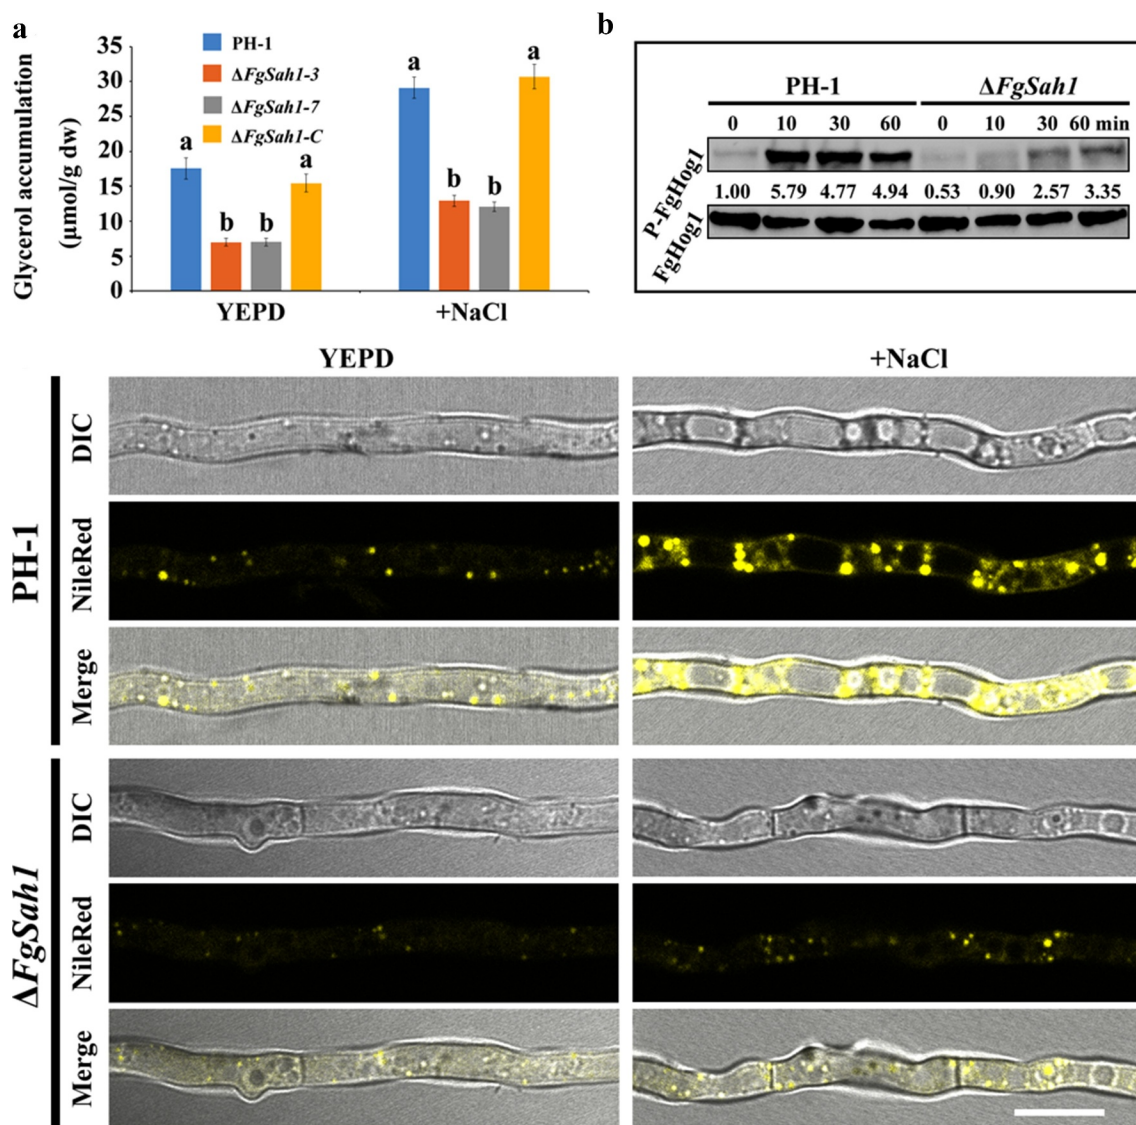 a
Glycerol accumulation
(μmol/g dw)
35
30
25
20
15
10
5
0
PH-1
ΔFgSah1-3
ΔFgSah1-7
ΔFgSah1-C
a
b
b
a
a
b
b
a
YEPD
+NaCl
b
PH-1
ΔFgSah1
0 10 30 60 0 10 30 60 min
P-FgHog1
1.00 5.79 4.77 4.94 0.53 0.90 2.57 3.35
FgHog1
YEPD
+NaCl
PH-1
DIC
NileRed
Merge
ΔFgSah1
DIC
NileRed
Merge